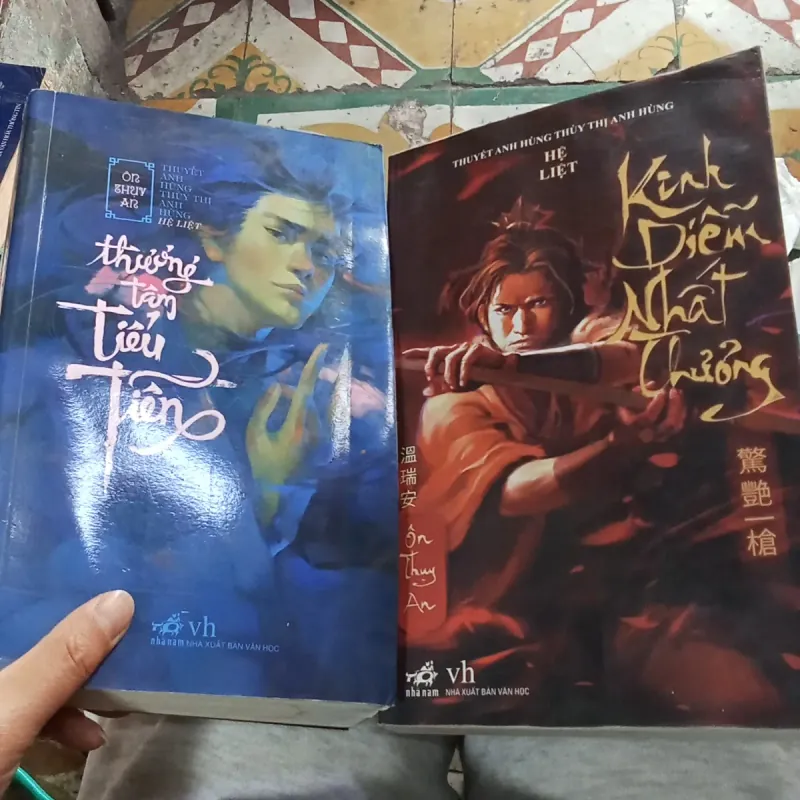 ÔN
THỤY
AN
THUYẾT
ANH
HÙNG
THÙY THỊ
ANH
HÙNG
HỆ LIỆT
thương
tâm
tiểu
tiễn
nhã nam
vh
NHÀ XUẤT BẢN VĂN HỌC
THUYẾT ANH HÙNG THÙY THỊ ANH HÙNG
HỆ
LIỆT
Kinh
Diễm
Nhất
Thương
溫瑞安
Ôn
Thụy
An
驚艷一槍
nhã nam
vh
NHÀ XUẤT BẢN VĂN HỌC